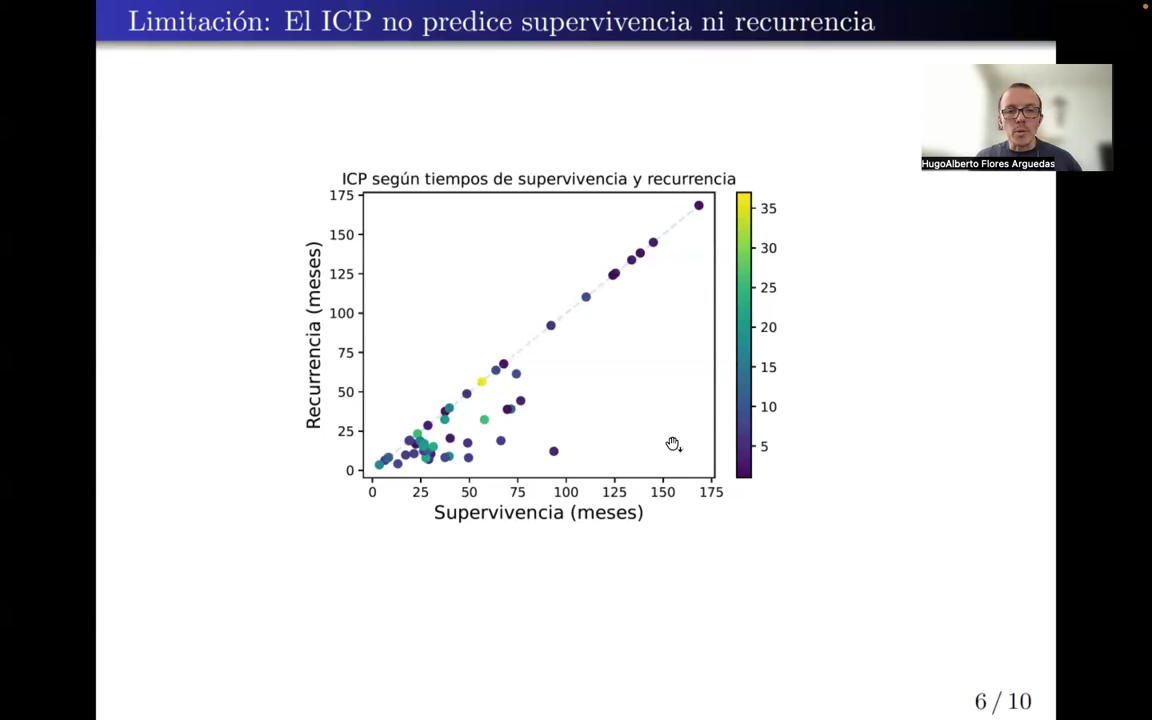 Limitación: El ICP no predice supervivencia ni recurrencia
HugoAlberto Flores Arguedas
ICP según tiempos de supervivencia y recurrencia
175
150
125
100
75
50
25
0
Recurrencia (meses)
0 25 50 75 100 125 150 175
Supervivencia (meses)
35
30
25
20
15
10
5
6 / 10